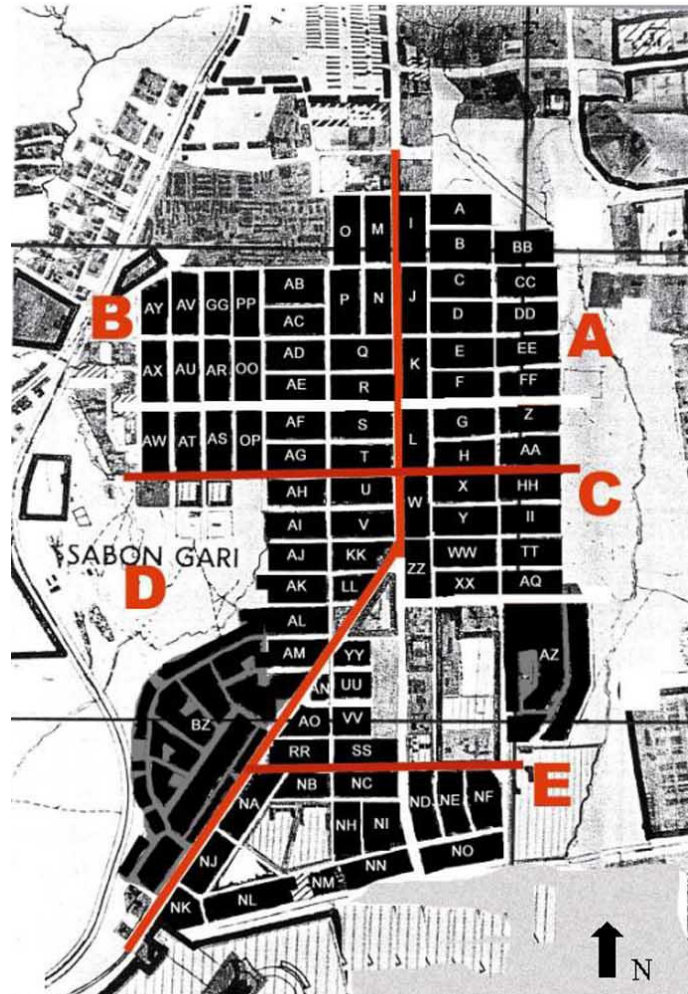 A
O M I
B BB
AB P N J C CC
B AY AV GG PP
AC D DD
A
AD Q K E EE
AX AU AR OO
AE R F FF
AF S L G Z
AW AT AS OP
AG T H AA
AH U W X HH
C
AI V Y II
SABON GARI
AJ KK WW TT
D
AK LL ZZ XX AQ
AL
AM YY AZ
AN UU
BZ AO VV
RR SS
NA NB NC E
ND NE NF
NH NI
NJ NN NO
NK NL NM
N